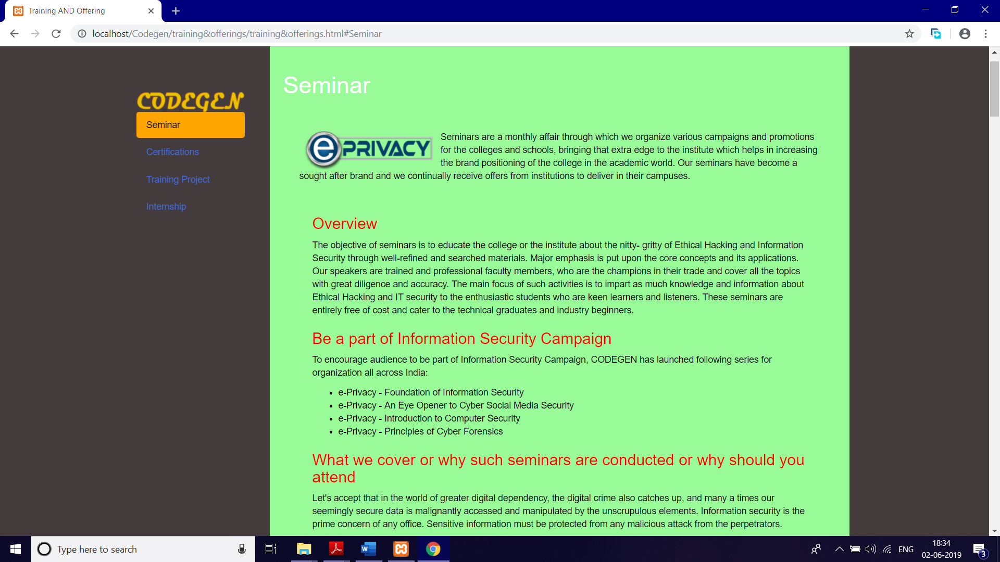 Training AND Offering
localhost/Codegen/training&offerings/training&offerings.html#Seminar
CODEGEN
Seminar
Certifications
Training Project
Internship
Seminar
e PRIVACY
Seminars are a monthly affair through which we organize various campaigns and promotions
for the colleges and schools, bringing that extra edge to the institute which helps in increasing
the brand positioning of the college in the academic world. Our seminars have become a
sought after brand and we continually receive offers from institutions to deliver in their campuses.
Overview
The objective of seminars is to educate the college or the institute about the nitty- gritty of Ethical Hacking and Information
Security through well-refined and searched materials. Major emphasis is put upon the core concepts and its applications.
Our speakers are trained and professional faculty members, who are the champions in their trade and cover all the topics
with great diligence and accuracy. The main focus of such activities is to impart as much knowledge and information about
Ethical Hacking and IT security to the enthusiastic students who are keen learners and listeners. These seminars are
entirely free of cost and cater to the technical graduates and industry beginners.
Be a part of Information Security Campaign
To encourage audience to be part of Information Security Campaign, CODEGEN has launched following series for
organization all across India:
• e-Privacy - Foundation of Information Security
• e-Privacy - An Eye Opener to Cyber Social Media Security
• e-Privacy - Introduction to Computer Security
• e-Privacy - Principles of Cyber Forensics
What we cover or why such seminars are conducted or why should you
attend
Let's accept that in the world of greater digital dependency, the digital crime also catches up, and many a times our
seemingly secure data is malignantly accessed and manipulated by the unscrupulous elements. Information security is the
prime concern of any office. Sensitive information must be protected from any malicious attack from the perpetrators.
Type here to search
ENG
18:34
02-06-2019
3